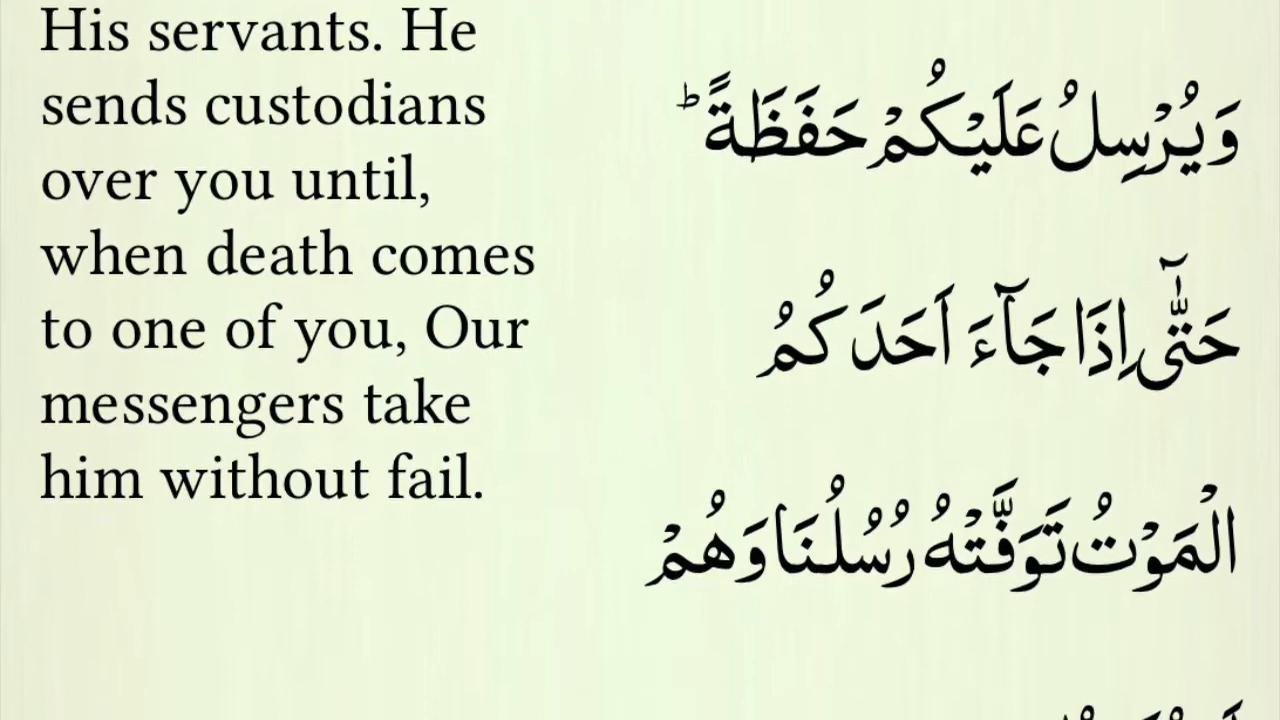 His servants. He
sends custodians
over you until,
when death comes
to one of you, Our
messengers take
him without fail.
وَيُرْسِلُ عَلَيْكُمْ حَفَظَةً ؕ
حَتّٰۤى اِذَا جَآءَ اَحَدَكُمُ
الْمَوْتُ تَوَفَّتْهُ رُسُلُنَا وَهُمْ